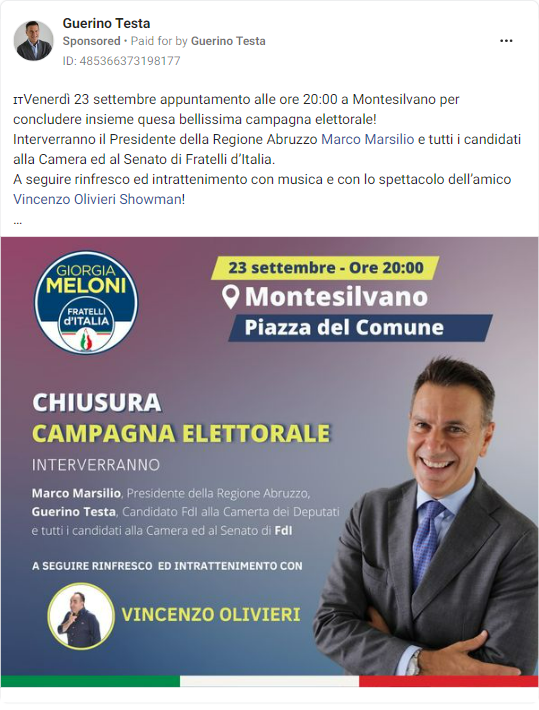 Guerino Testa
Sponsored • Paid for by Guerino Testa
ID: 485366373198177
ITVenerdì 23 settembre appuntamento alle ore 20:00 a Montesilvano per
concludere insieme quesa bellissima campagna elettorale!
Interverranno il Presidente della Regione Abruzzo Marco Marsilio e tutti i candidati
alla Camera ed al Senato di Fratelli d'Italia.
A seguire rinfresco ed intrattenimento con musica e con lo spettacolo dell'amico
Vincenzo Olivieri Showman!
...
GIORGIA
MELONI
FRATELLI
d'ITALIA
23 settembre - Ore 20:00
Montesilvano
Piazza del Comune
CHIUSURA
CAMPAGNA ELETTORALE
INTERVERRANNO
Marco Marsilio, Presidente della Regione Abruzzo,
Guerino Testa, Candidato FdI alla Camerta dei Deputati
e tutti i candidati alla Camera ed al Senato di FdI
A SEGUIRE RINFRESCO ED INTRATTENIMENTO CON
VINCENZO OLIVIERI